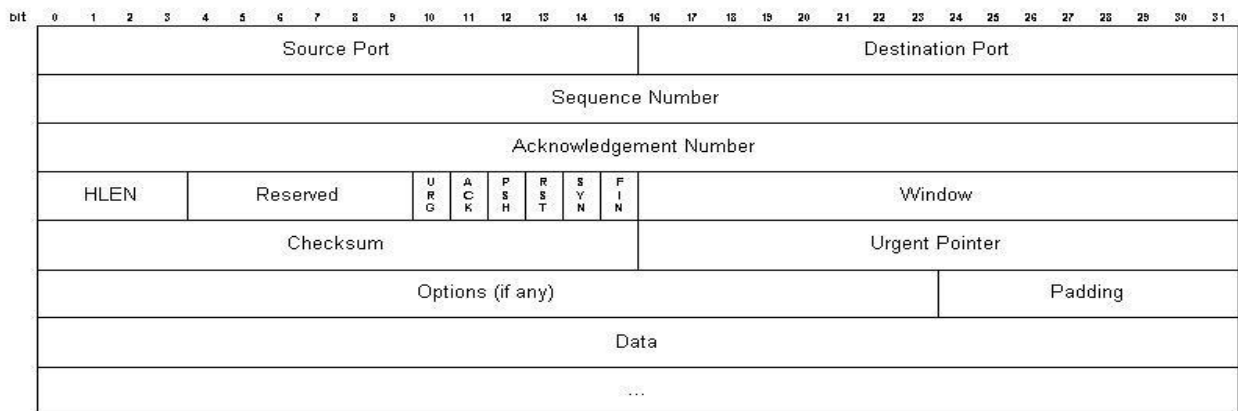 bit 0 1 2 3 4 5 6 7 8 9 10 11 12 13 14 15 16 17 18 19 20 21 22 23 24 25 26 27 28 29 30 31
Source Port Destination Port
Sequence Number
Acknowledgement Number
HLEN Reserved URG ACK PSH RST SYN FIN Window
Checksum Urgent Pointer
Options (if any) Padding
Data
...